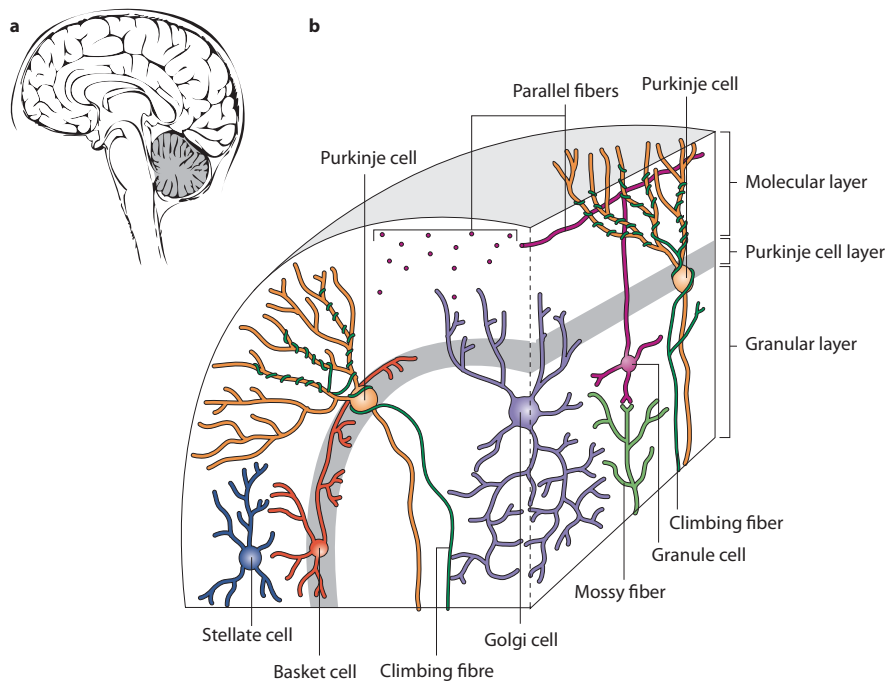 a
b
Parallel fibers
Purkinje cell
Purkinje cell
Molecular layer
Purkinje cell layer
Granular layer
Climbing fiber
Granule cell
Mossy fiber
Stellate cell
Golgi cell
Basket cell
Climbing fibre